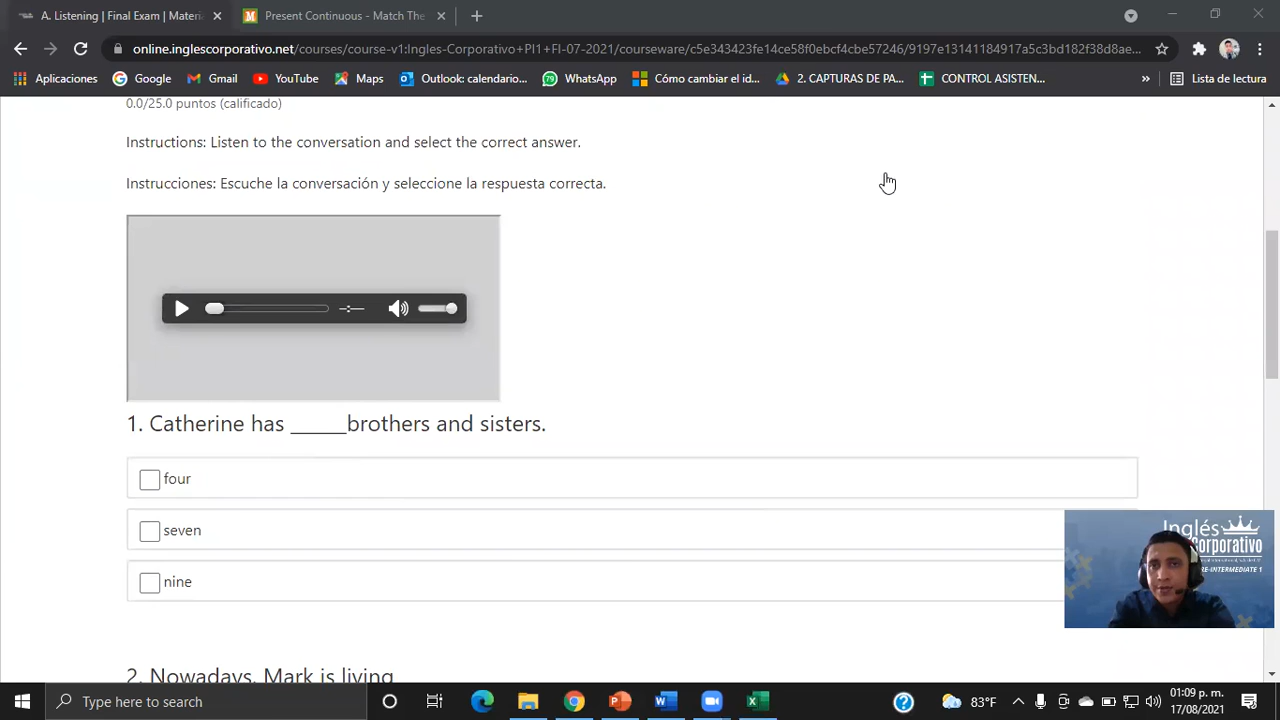 A. Listening | Final Exam | Materi
Present Continuous - Match The
online.inglescorporativo.net/courses/course-v1:Ingles-Corporativo+PI1+FI-07-2021/courseware/c5e343423fe14ce58f0ebcf4cbe57246/9197e13141184917a5c3bd182f38d8ae...
Aplicaciones Google Gmail YouTube Maps Outlook: calendario... WhatsApp Cómo cambiar el id... 2. CAPTURAS DE PA... CONTROL ASISTEN... » Lista de lectura
0.0/25.0 puntos (calificado)
Instructions: Listen to the conversation and select the correct answer.
Instrucciones: Escuche la conversación y seleccione la respuesta correcta.
-:-
1. Catherine has _____brothers and sisters.
four
seven
nine
Inglés
Corporativo
RE-INTERMEDIATE 1
2. Nowadays, Mark is living
Type here to search
83°F
01:09 p. m.
17/08/2021